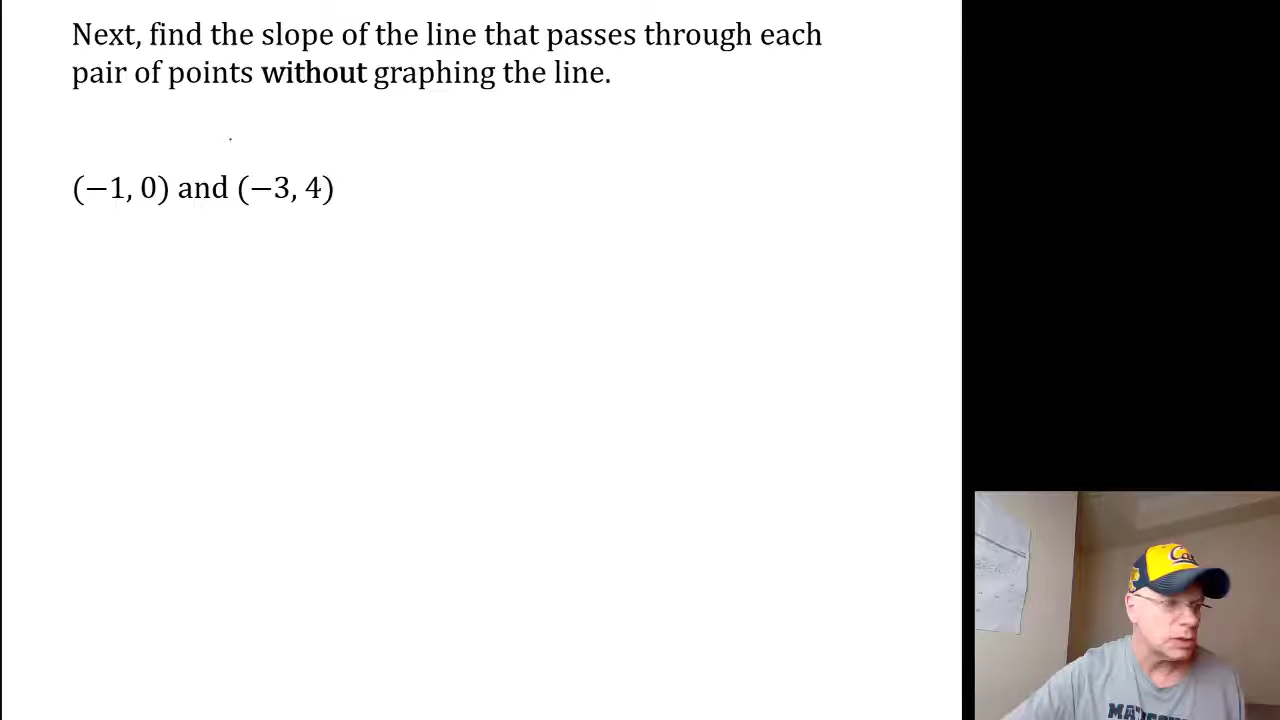 Next, find the slope of the line that passes through each
pair of points without graphing the line.
(−1, 0) and (−3, 4)
Cal